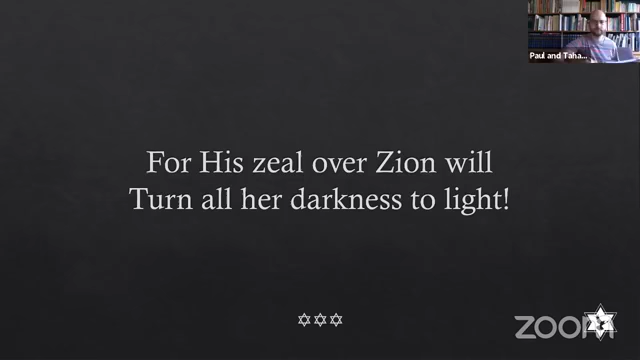 Paul and Taha...
For His zeal over Zion will
Turn all her darkness to light!
✡✡✡
zoom